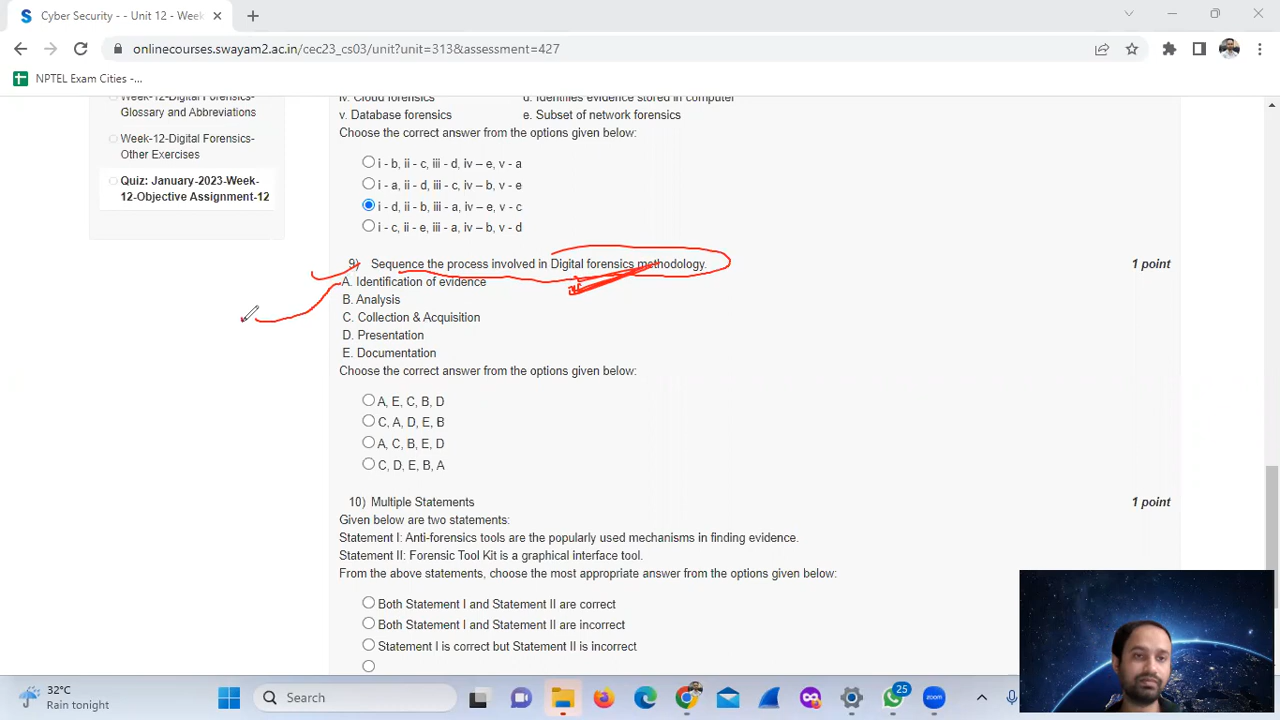 Cyber Security - - Unit 12 - Week
onlinecourses.swayam2.ac.in/cec23_cs03/unit?unit=313&assessment=427
NPTEL Exam Cities -...
Week-12-Digital Forensics-
Glossary and Abbreviations
Week-12-Digital Forensics-
Other Exercises
Quiz: January-2023-Week-
12-Objective Assignment-12
iv. Cloud forensics d. Identifies evidence stored in computer
v. Database forensics e. Subset of network forensics
Choose the correct answer from the options given below:
i - b, ii - c, iii - d, iv – e, v - a
i - a, ii - d, iii - c, iv – b, v - e
i - d, ii - b, iii - a, iv – e, v - c
i - c, ii - e, iii - a, iv – b, v - d
9) Sequence the process involved in Digital forensics methodology. 1 point
A. Identification of evidence
B. Analysis
C. Collection & Acquisition
D. Presentation
E. Documentation
Choose the correct answer from the options given below:
A, E, C, B, D
C, A, D, E, B
A, C, B, E, D
C, D, E, B, A
10) Multiple Statements 1 point
Given below are two statements:
Statement I: Anti-forensics tools are the popularly used mechanisms in finding evidence.
Statement II: Forensic Tool Kit is a graphical interface tool.
From the above statements, choose the most appropriate answer from the options given below:
Both Statement I and Statement II are correct
Both Statement I and Statement II are incorrect
Statement I is correct but Statement II is incorrect
32°C
Rain tonight
Search
25
zoom